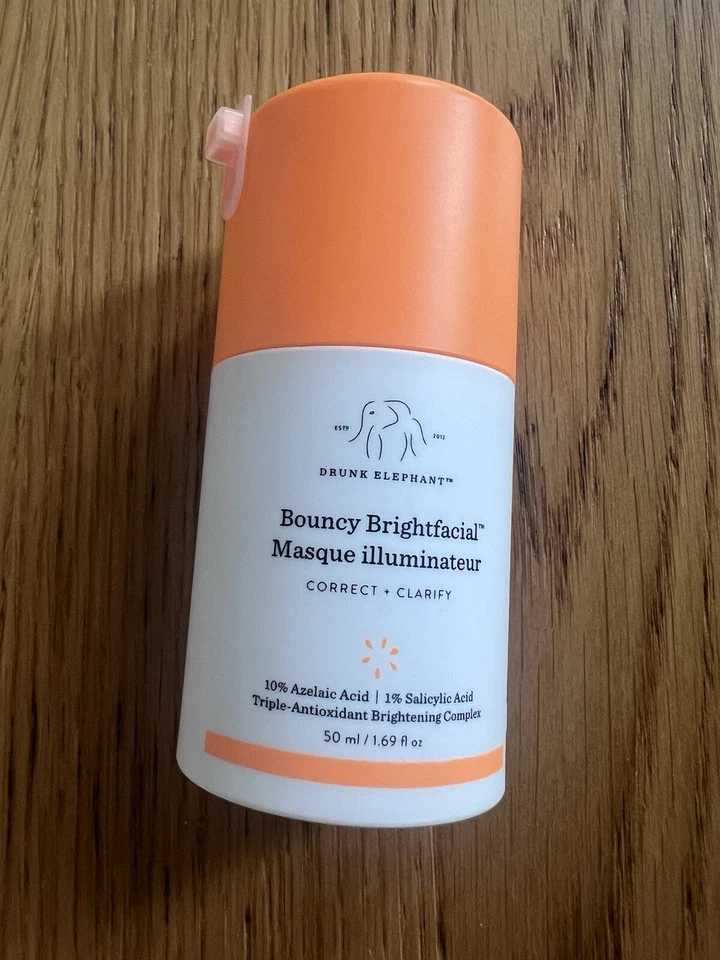 ESTD 2012
DRUNK ELEPHANT™
Bouncy Brightfacial™
Masque illuminateur
CORRECT + CLARIFY
10% Azelaic Acid | 1% Salicylic Acid
Triple-Antioxidant Brightening Complex
50 ml / 1.69 fl oz